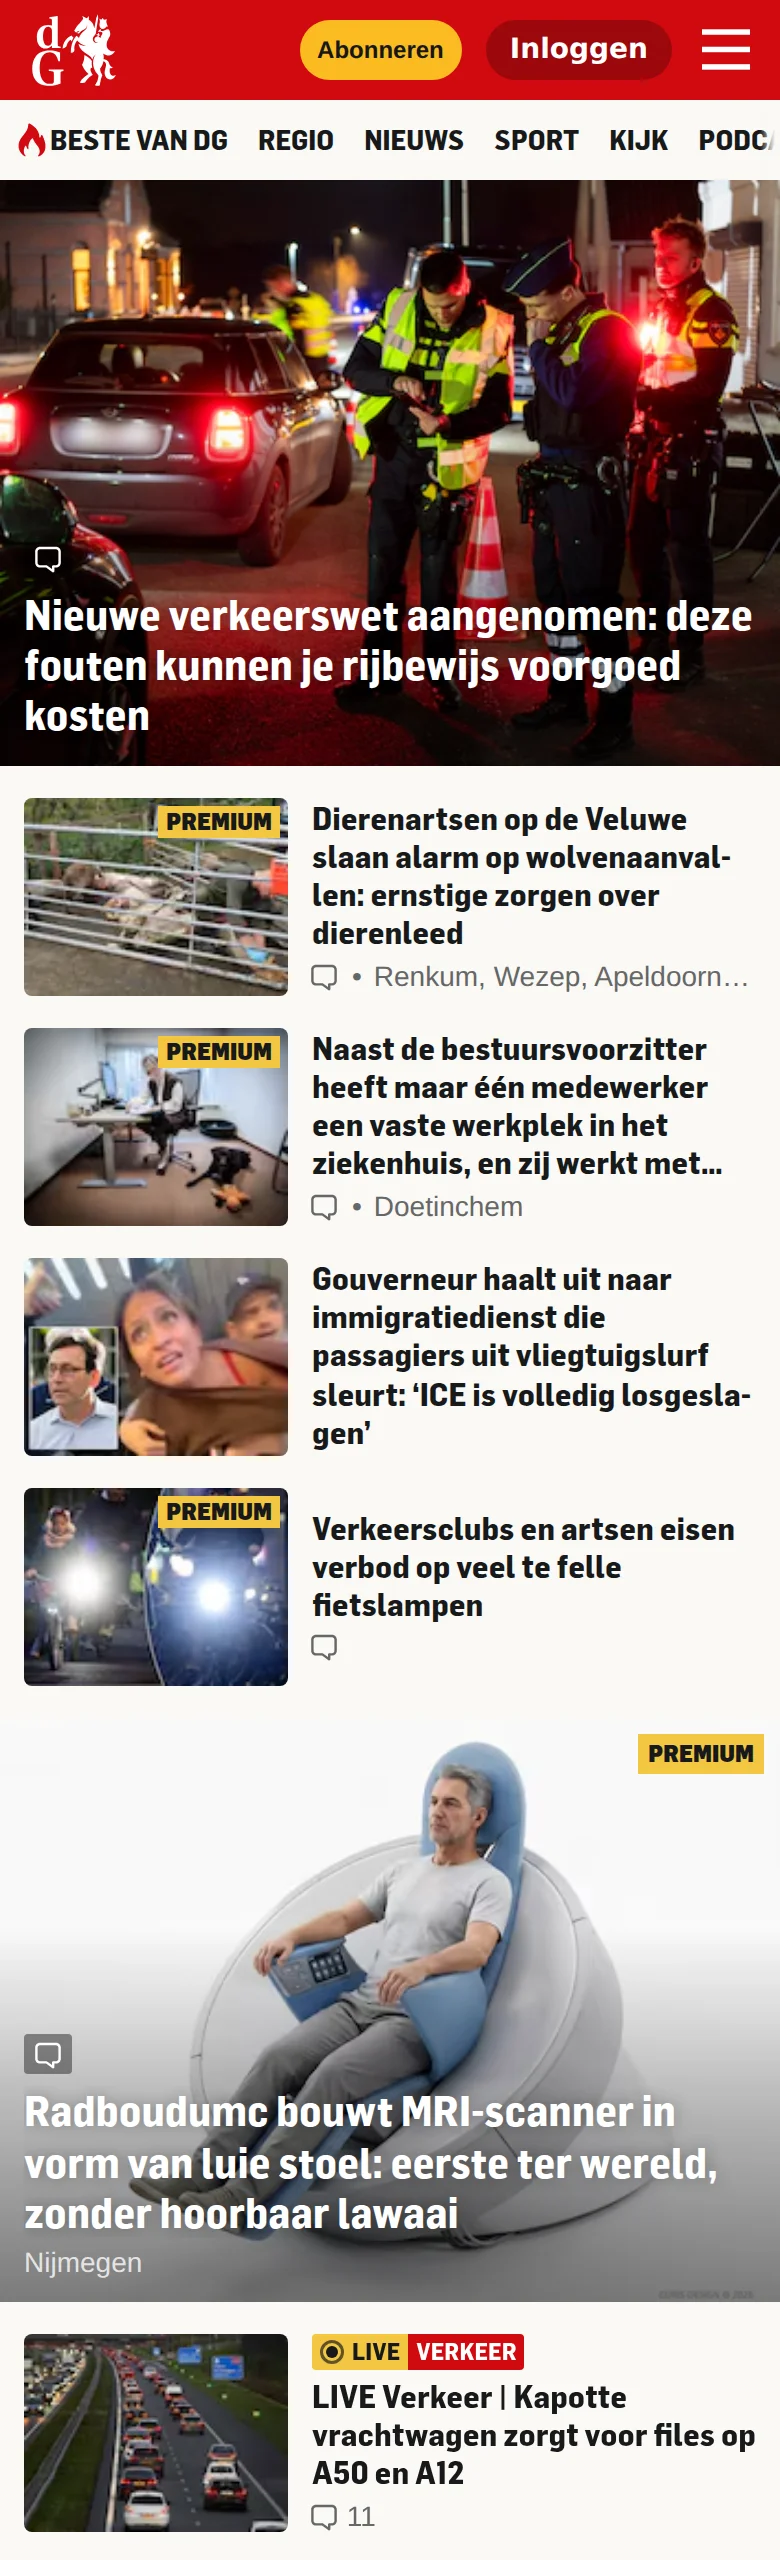 dG
Abonneren
Inloggen
BESTE VAN DG REGIO NIEUWS SPORT KIJK PODCA
Nieuwe verkeerswet aangenomen: deze
fouten kunnen je rijbewijs voorgoed
kosten
PREMIUM
Dierenartsen op de Veluwe
slaan alarm op wolvenaanval-
len: ernstige zorgen over
dierenleed
• Renkum, Wezep, Apeldoorn…
PREMIUM
Naast de bestuursvoorzitter
heeft maar één medewerker
een vaste werkplek in het
ziekenhuis, en zij werkt met…
• Doetinchem
Gouverneur haalt uit naar
immigratiedienst die
passagiers uit vliegtuigslurf
sleurt: ‘ICE is volledig losgesla-
gen’
PREMIUM
Verkeersclubs en artsen eisen
verbod op veel te felle
fietslampen
PREMIUM
Radboudumc bouwt MRI-scanner in
vorm van luie stoel: eerste ter wereld,
zonder hoorbaar lawaai
Nijmegen
LIVE VERKEER
LIVE Verkeer | Kapotte
vrachtwagen zorgt voor files op
A50 en A12
11